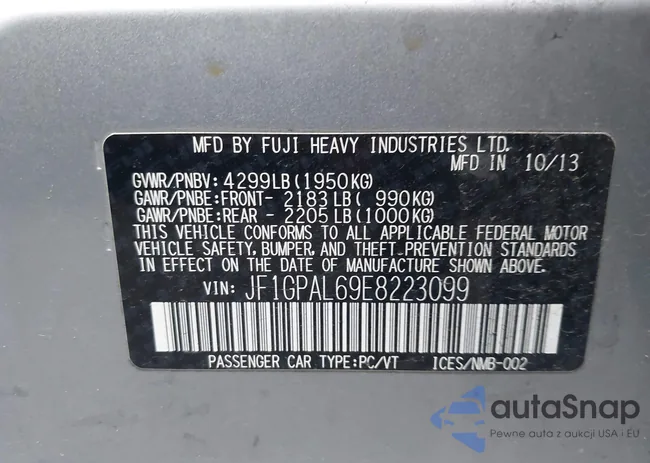 MFD BY FUJI HEAVY INDUSTRIES LTD.
MFD IN 10/13
GVWR/PNBV: 4299LB(1950KG)
GAWR/PNBE:FRONT- 2183LB( 990KG)
GAWR/PNBE:REAR - 2205LB(1000KG)
THIS VEHICLE CONFORMS TO ALL APPLICABLE FEDERAL MOTOR
VEHICLE SAFETY, BUMPER, AND THEFT PREVENTION STANDARDS
IN EFFECT ON THE DATE OF MANUFACTURE SHOWN ABOVE.
VIN: JF1GPAL69E8223099
PASSENGER CAR TYPE:PC/VT ICES/NMB-002
autaSnap
Pewne auta z aukcji USA • EU